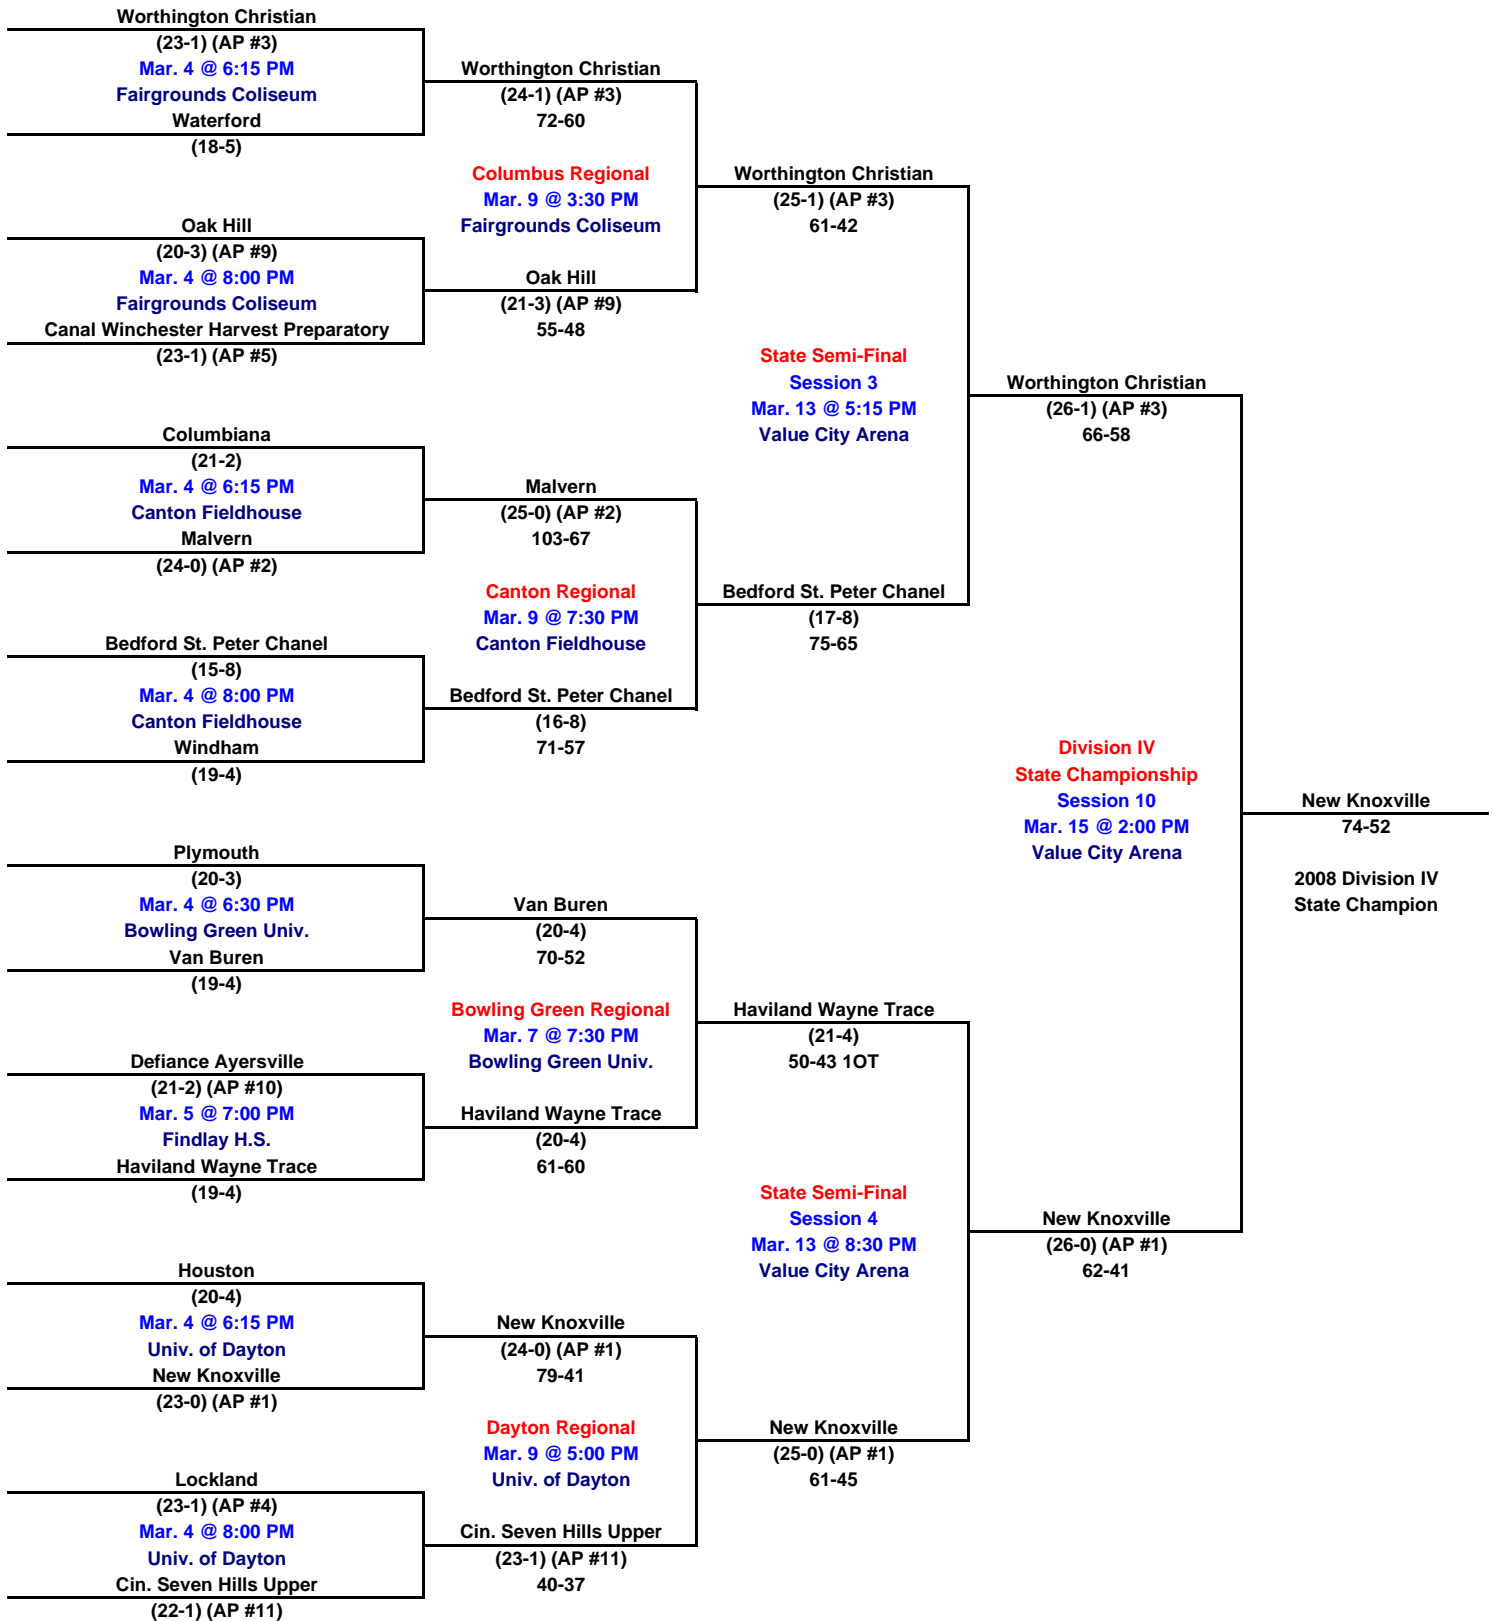 Worthington Christian
(23-1) (AP #3)
Mar. 4 @ 6:15 PM
Fairgrounds Coliseum
Waterford
(18-5)
Oak Hill
(20-3) (AP #9)
Mar. 4 @ 8:00 PM
Fairgrounds Coliseum
Canal Winchester Harvest Preparatory
(23-1) (AP #5)
Columbiana
(21-2)
Mar. 4 @ 6:15 PM
Canton Fieldhouse
Malvern
(24-0) (AP #2)
Bedford St. Peter Chanel
(15-8)
Mar. 4 @ 8:00 PM
Canton Fieldhouse
Windham
(19-4)
Plymouth
(20-3)
Mar. 4 @ 6:30 PM
Bowling Green Univ.
Van Buren
(19-4)
Defiance Ayersville
(21-2) (AP #10)
Mar. 5 @ 7:00 PM
Findlay H.S.
Haviland Wayne Trace
(19-4)
Houston
(20-4)
Mar. 4 @ 6:15 PM
Univ. of Dayton
New Knoxville
(23-0) (AP #1)
Lockland
(23-1) (AP #4)
Mar. 4 @ 8:00 PM
Univ. of Dayton
Cin. Seven Hills Upper
(22-1) (AP #11)
Worthington Christian
(24-1) (AP #3)
72-60
Columbus Regional
Mar. 9 @ 3:30 PM
Fairgrounds Coliseum
Oak Hill
(21-3) (AP #9)
55-48
Malvern
(25-0) (AP #2)
103-67
Canton Regional
Mar. 9 @ 7:30 PM
Canton Fieldhouse
Bedford St. Peter Chanel
(16-8)
71-57
Van Buren
(20-4)
70-52
Bowling Green Regional
Mar. 7 @ 7:30 PM
Bowling Green Univ.
Haviland Wayne Trace
(20-4)
61-60
New Knoxville
(24-0) (AP #1)
79-41
Dayton Regional
Mar. 9 @ 5:00 PM
Univ. of Dayton
Cin. Seven Hills Upper
(23-1) (AP #11)
40-37
Worthington Christian
(25-1) (AP #3)
61-42
State Semi-Final
Session 3
Mar. 13 @ 5:15 PM
Value City Arena
Bedford St. Peter Chanel
(17-8)
75-65
Haviland Wayne Trace
(21-4)
50-43 1OT
State Semi-Final
Session 4
Mar. 13 @ 8:30 PM
Value City Arena
New Knoxville
(25-0) (AP #1)
61-45
Worthington Christian
(26-1) (AP #3)
66-58
Division IV
State Championship
Session 10
Mar. 15 @ 2:00 PM
Value City Arena
New Knoxville
(26-0) (AP #1)
62-41
New Knoxville
74-52
2008 Division IV
State Champion